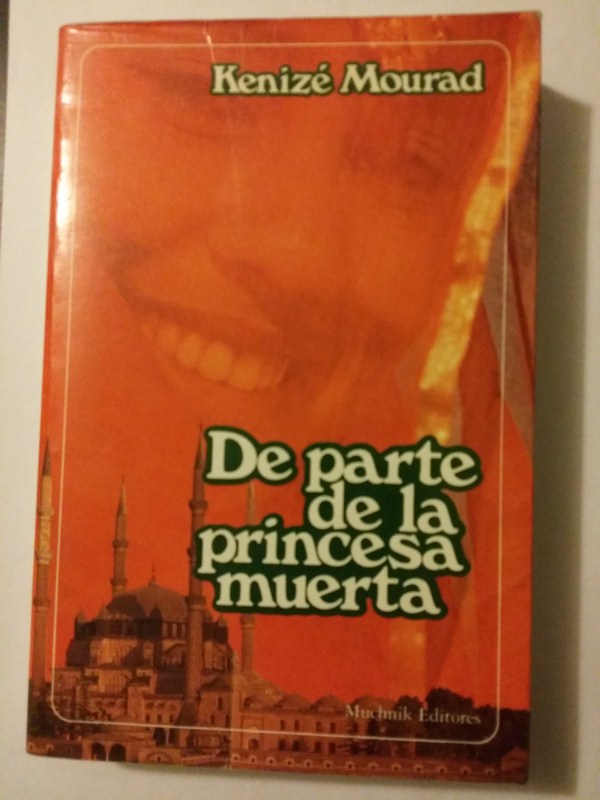 Kenizé Mourad
De parte
de la
princesa
muerta
Muchnik Editores